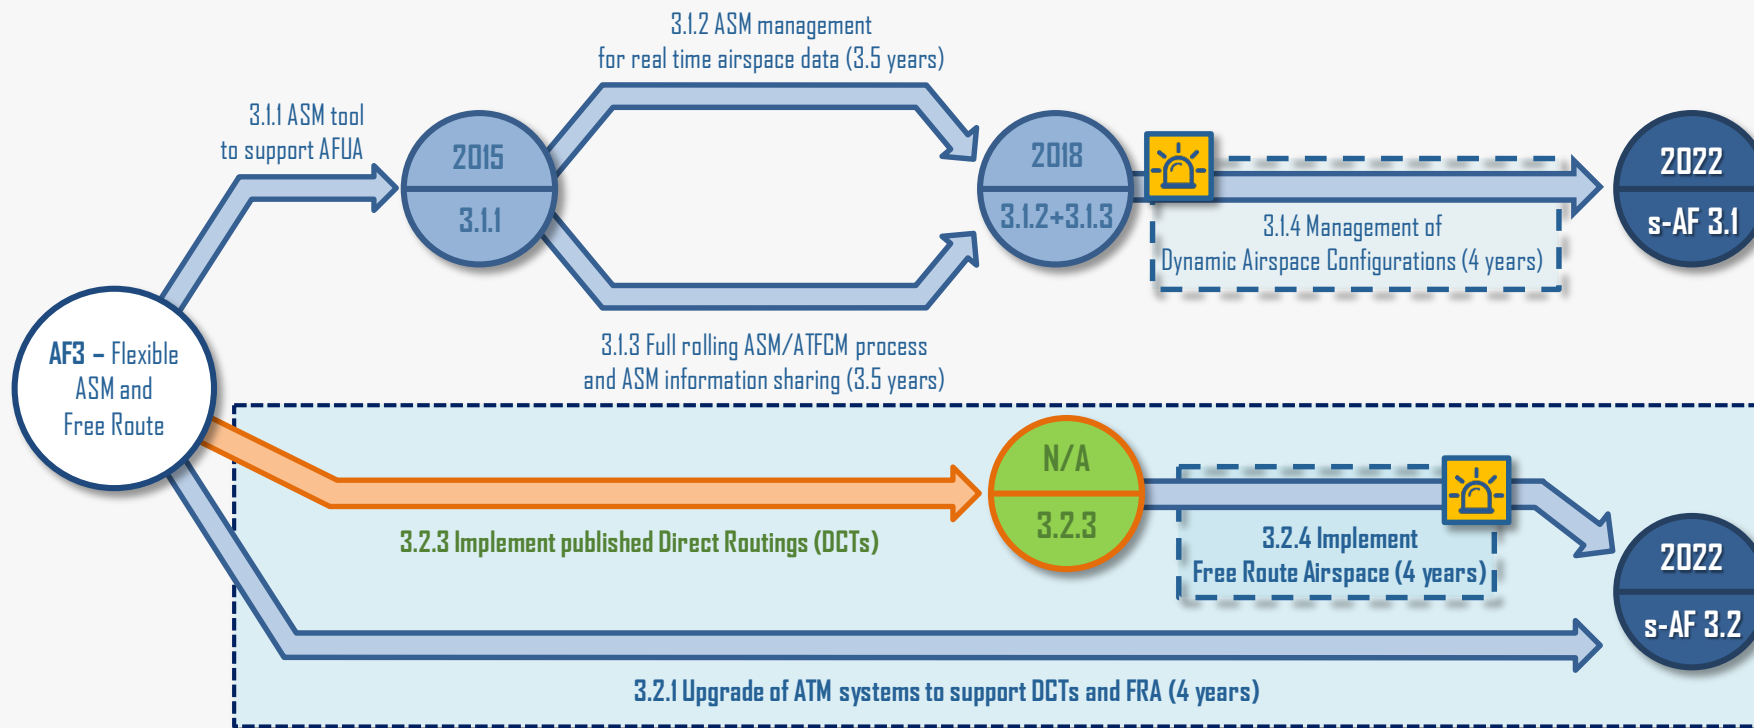 3.1.2 ASM management
for real time airspace data (3.5 years)
3.1.1 ASM tool
to support AFUA
2015
3.1.1
2018
3.1.2+3.1.3
2022
s-AF 3.1
3.1.4 Management of
Dynamic Airspace Configurations (4 years)
3.1.3 Full rolling ASM/ATFCM process
and ASM information sharing (3.5 years)
AF3 – Flexible
ASM and
Free Route
N/A
3.2.3
3.2.3 Implement published Direct Routings (DCTs)
3.2.4 Implement
Free Route Airspace (4 years)
2022
s-AF 3.2
3.2.1 Upgrade of ATM systems to support DCTs and FRA (4 years)